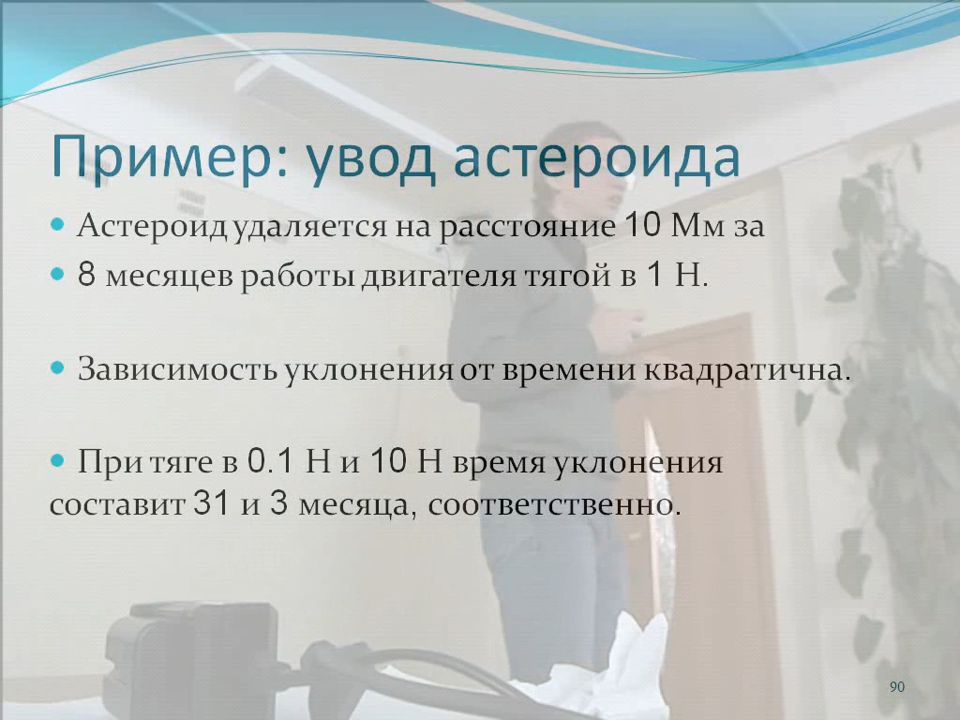 Пример: увод астероида
• Астероид удаляется на расстояние 10 Мм за
• 8 месяцев работы двигателя тягой в 1 Н.
• Зависимость уклонения от времени квадратична.
• При тяге в 0.1 Н и 10 Н время уклонения
составит 31 и 3 месяца, соответственно.
90